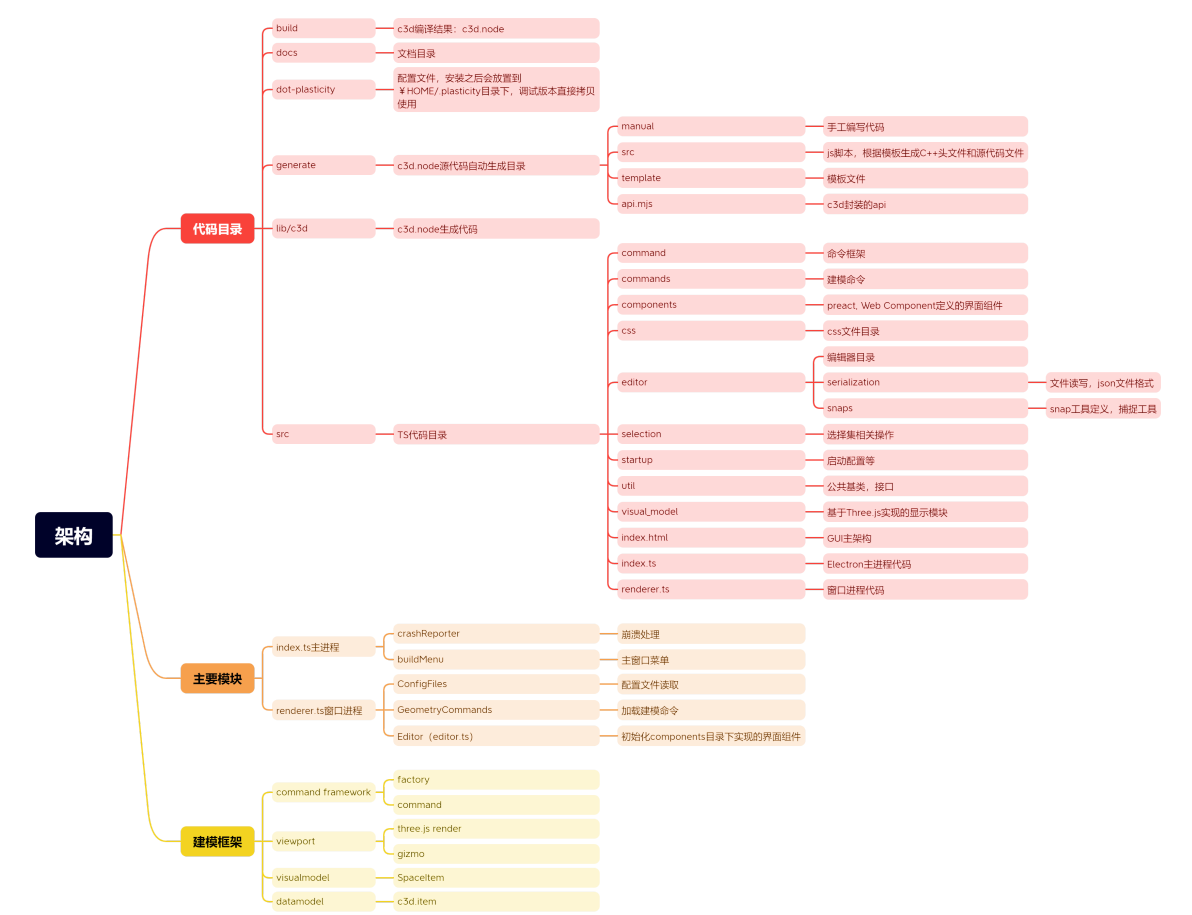 架构
代码目录
build
c3d编译结果：c3d.node
docs
文档目录
dot-plasticity
配置文件，安装之后会放置到
￥HOME/.plasticity目录下，调试版本直接拷贝
使用
generate
c3d.node源代码自动生成目录
manual
手工编写代码
src
js脚本，根据模板生成C++头文件和源代码文件
template
模板文件
api.mjs
c3d封装的api
lib/c3d
c3d.node生成代码
src
TS代码目录
command
命令框架
commands
建模命令
components
preact, Web Component定义的界面组件
css
css文件目录
editor
编辑器目录
serialization
文件读写，json文件格式
snaps
snap工具定义，捕捉工具
selection
选择集相关操作
startup
启动配置等
util
公共基类，接口
visual_model
基于Three.js实现的显示模块
index.html
GUI主架构
index.ts
Electron主进程代码
renderer.ts
窗口进程代码
主要模块
index.ts主进程
crashReporter
崩溃处理
buildMenu
主窗口菜单
renderer.ts窗口进程
ConfigFiles
配置文件读取
GeometryCommands
加载建模命令
Editor（editor.ts）
初始化components目录下实现的界面组件
建模框架
command framework
factory
command
viewport
three.js render
gizmo
visualmodel
SpaceItem
datamodel
c3d.item